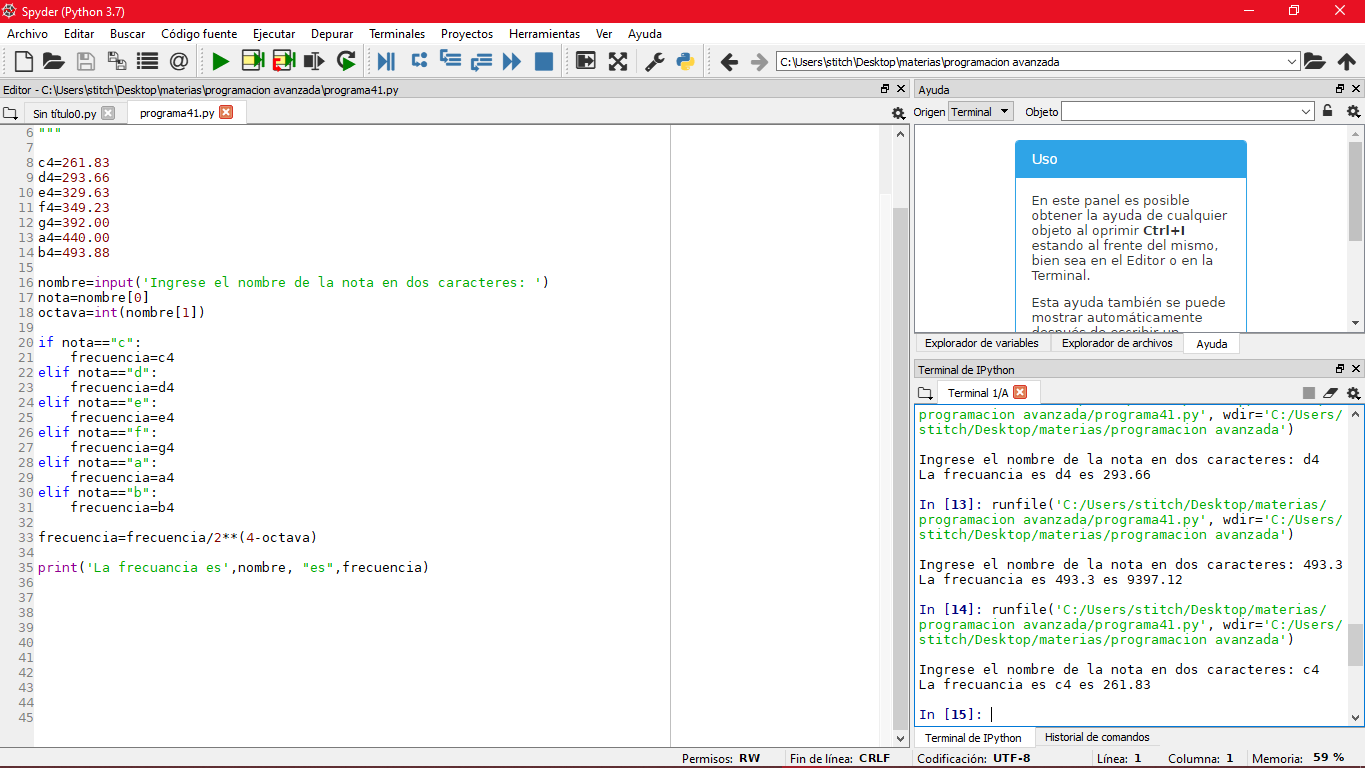 Spyder (Python 3.7)
Archivo Editar Buscar Código fuente Ejecutar Depurar Terminales Proyectos Herramientas Ver Ayuda
C:\Users\stitch\Desktop\materias\programacion avanzada
Editor - C:\Users\stitch\Desktop\materias\programacion avanzada\programa41.py
Sin título0.py programa41.py
6 """
7
8 c4=261.83
9 d4=293.66
10 e4=329.63
11 f4=349.23
12 g4=392.00
13 a4=440.00
14 b4=493.88
15
16 nombre=input('Ingrese el nombre de la nota en dos caracteres: ')
17 nota=nombre[0]
18 octava=int(nombre[1])
19
20 if nota=="c":
21     frecuencia=c4
22 elif nota=="d":
23     frecuencia=d4
24 elif nota=="e":
25     frecuencia=e4
26 elif nota=="f":
27     frecuencia=g4
28 elif nota=="a":
29     frecuencia=a4
30 elif nota=="b":
31     frecuencia=b4
32
33 frecuencia=frecuencia/2**(4-octava)
34
35 print('La frecuancia es',nombre, "es",frecuencia)
36
37
38
39
40
41
42
43
44
45
Ayuda
Origen Terminal Objeto
Uso
En este panel es posible
obtener la ayuda de cualquier
objeto al oprimir Ctrl+I
estando al frente del mismo,
bien sea en el Editor o en la
Terminal.
Esta ayuda también se puede
mostrar automáticamente
después de escribir un
Explorador de variables Explorador de archivos Ayuda
Terminal de IPython
Terminal 1/A
programacion avanzada/programa41.py', wdir='C:/Users/
stitch/Desktop/materias/programacion avanzada')
Ingrese el nombre de la nota en dos caracteres: d4
La frecuancia es d4 es 293.66
In [13]: runfile('C:/Users/stitch/Desktop/materias/
programacion avanzada/programa41.py', wdir='C:/Users/
stitch/Desktop/materias/programacion avanzada')
Ingrese el nombre de la nota en dos caracteres: 493.3
La frecuancia es 493.3 es 9397.12
In [14]: runfile('C:/Users/stitch/Desktop/materias/
programacion avanzada/programa41.py', wdir='C:/Users/
stitch/Desktop/materias/programacion avanzada')
Ingrese el nombre de la nota en dos caracteres: c4
La frecuancia es c4 es 261.83
In [15]:
Terminal de IPython Historial de comandos
Permisos: RW Fin de línea: CRLF Codificación: UTF-8 Línea: 1 Columna: 1 Memoria: 59 %